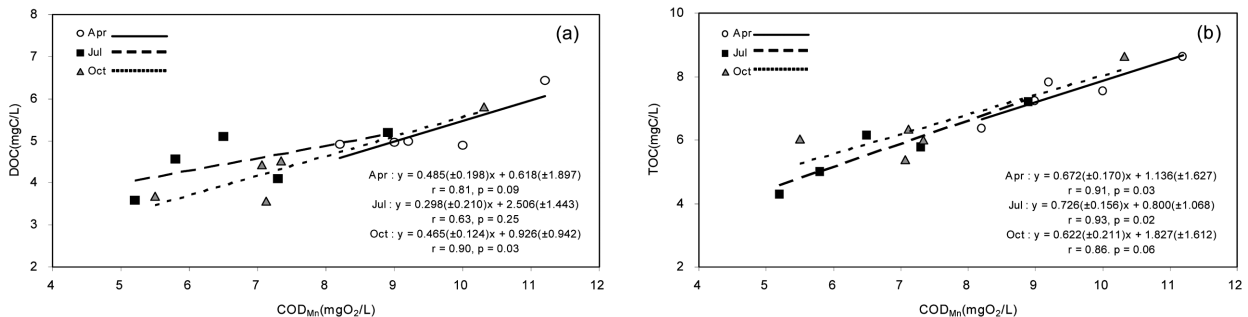 (a)
Apr
Jul
Oct
DOC(mgC/L)
8
7
6
5
4
3
2
Apr : y = 0.485(±0.198)x + 0.618(±1.897)
r = 0.81, p = 0.09
Jul : y = 0.298(±0.210)x + 2.506(±1.443)
r = 0.63, p = 0.25
Oct : y = 0.465(±0.124)x + 0.926(±0.942)
r = 0.90, p = 0.03
4 5 6 7 8 9 10 11 12
CODMn(mgO2/L)
(b)
Apr
Jul
Oct
TOC(mgC/L)
10
8
6
4
2
Apr : y = 0.672(±0.170)x + 1.136(±1.627)
r = 0.91, p = 0.03
Jul : y = 0.726(±0.156)x + 0.800(±1.068)
r = 0.93, p = 0.02
Oct : y = 0.622(±0.211)x + 1.827(±1.612)
r = 0.86. p = 0.06
4 5 6 7 8 9 10 11 12
CODMn(mgO2/L)